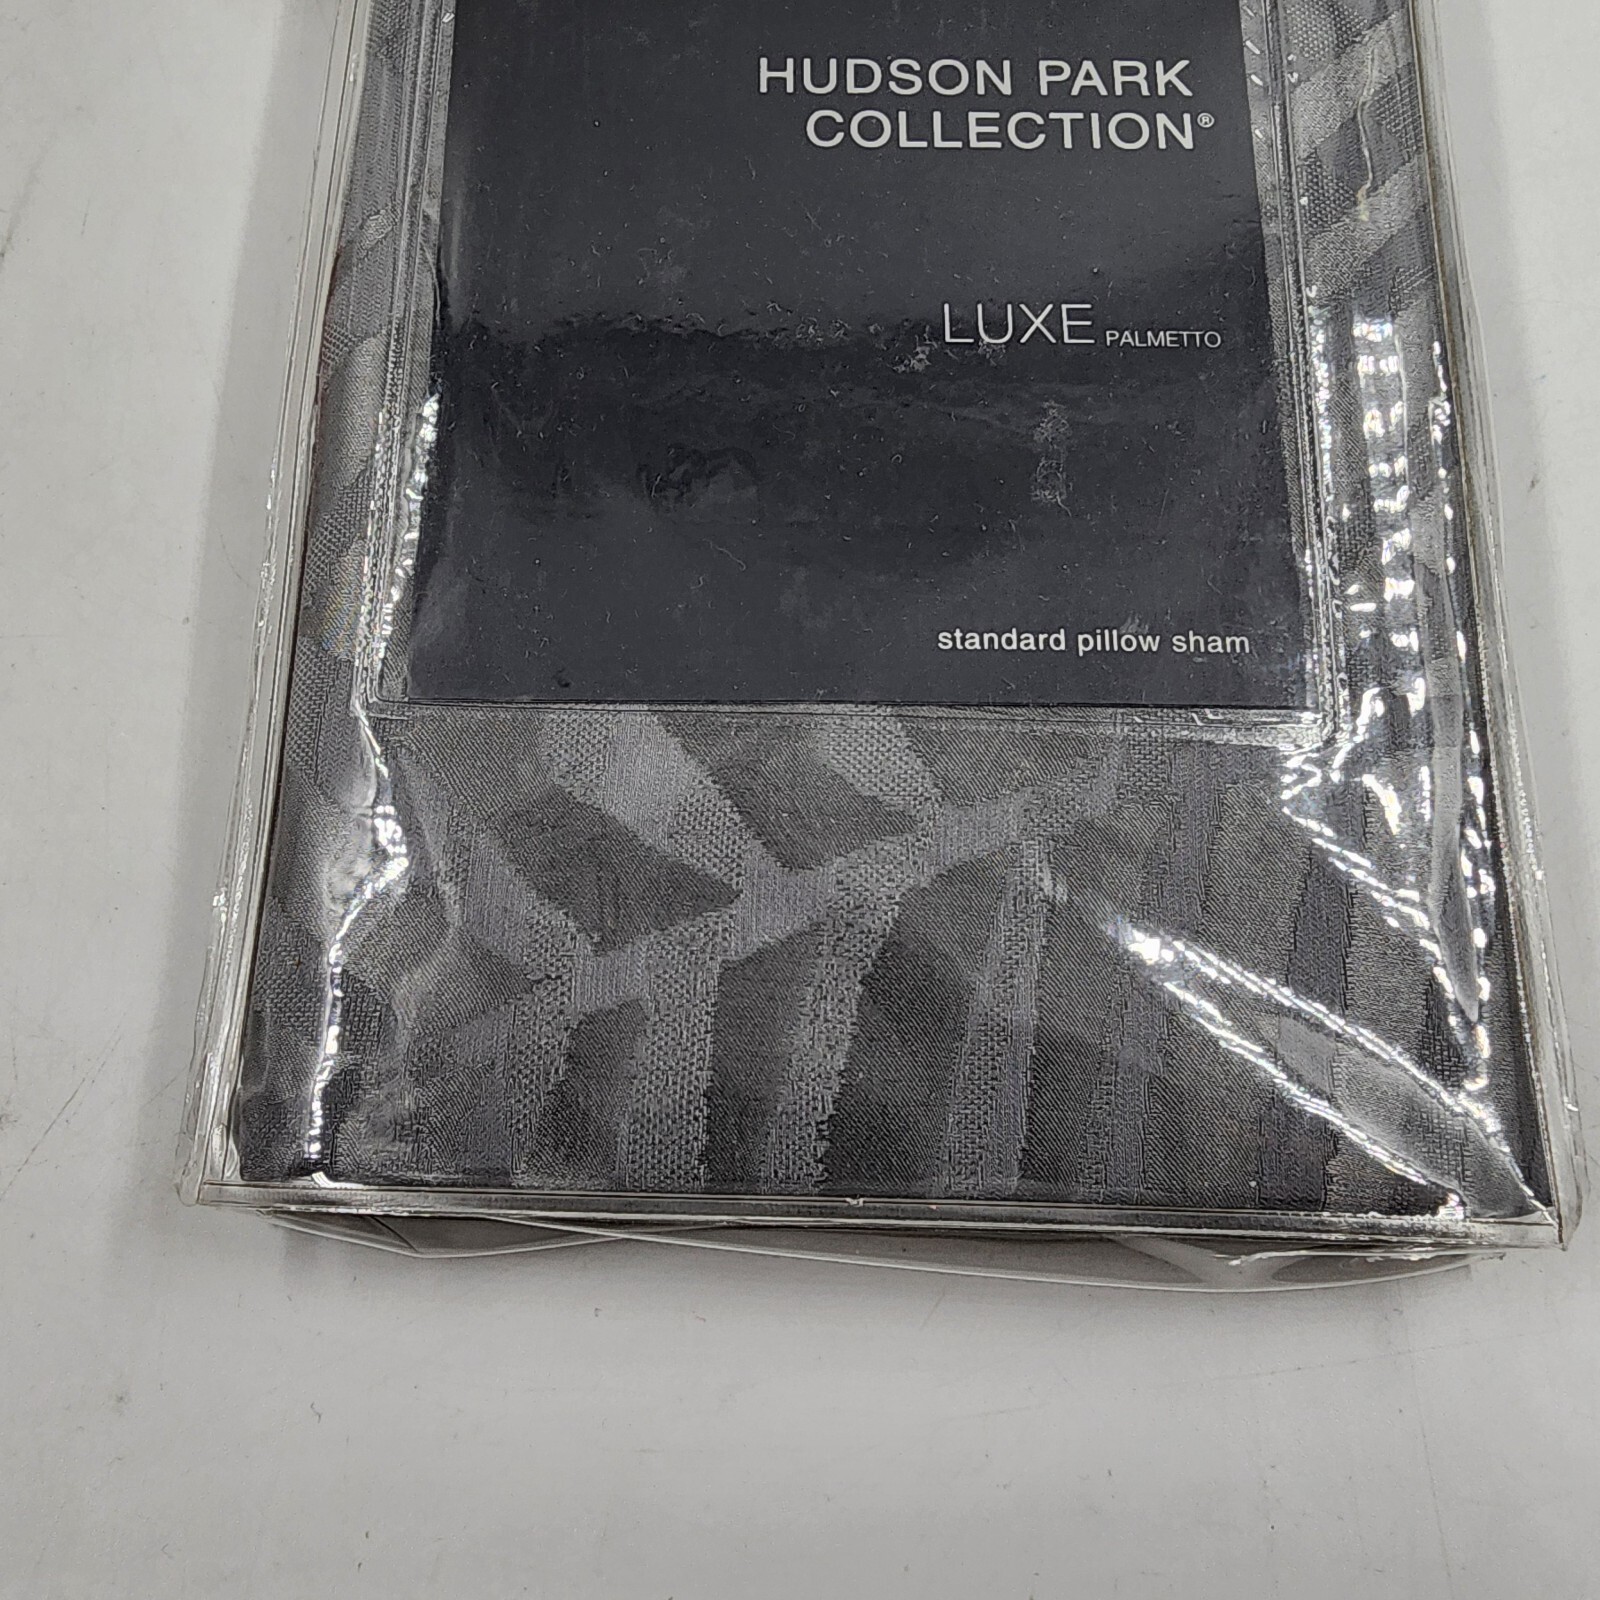 HUDSON PARK
COLLECTION®
LUXE PALMETTO
standard pillow sham